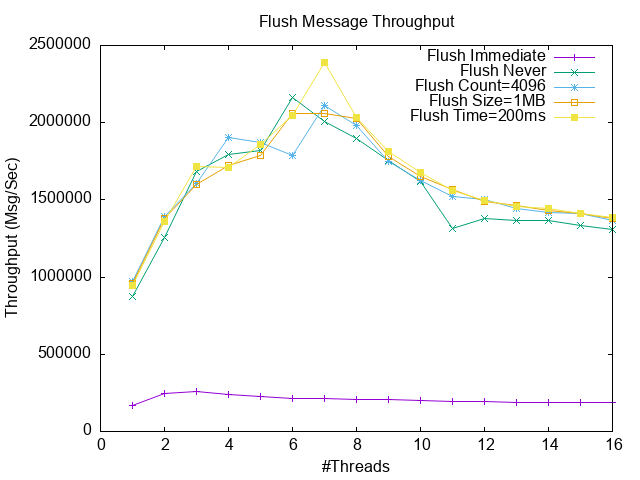 Flush Message Throughput
Throughput (Msg/Sec)
2500000
2000000
1500000
1000000
500000
0
Flush Immediate
Flush Never
Flush Count=4096
Flush Size=1MB
Flush Time=200ms
0 2 4 6 8 10 12 14 16
#Threads